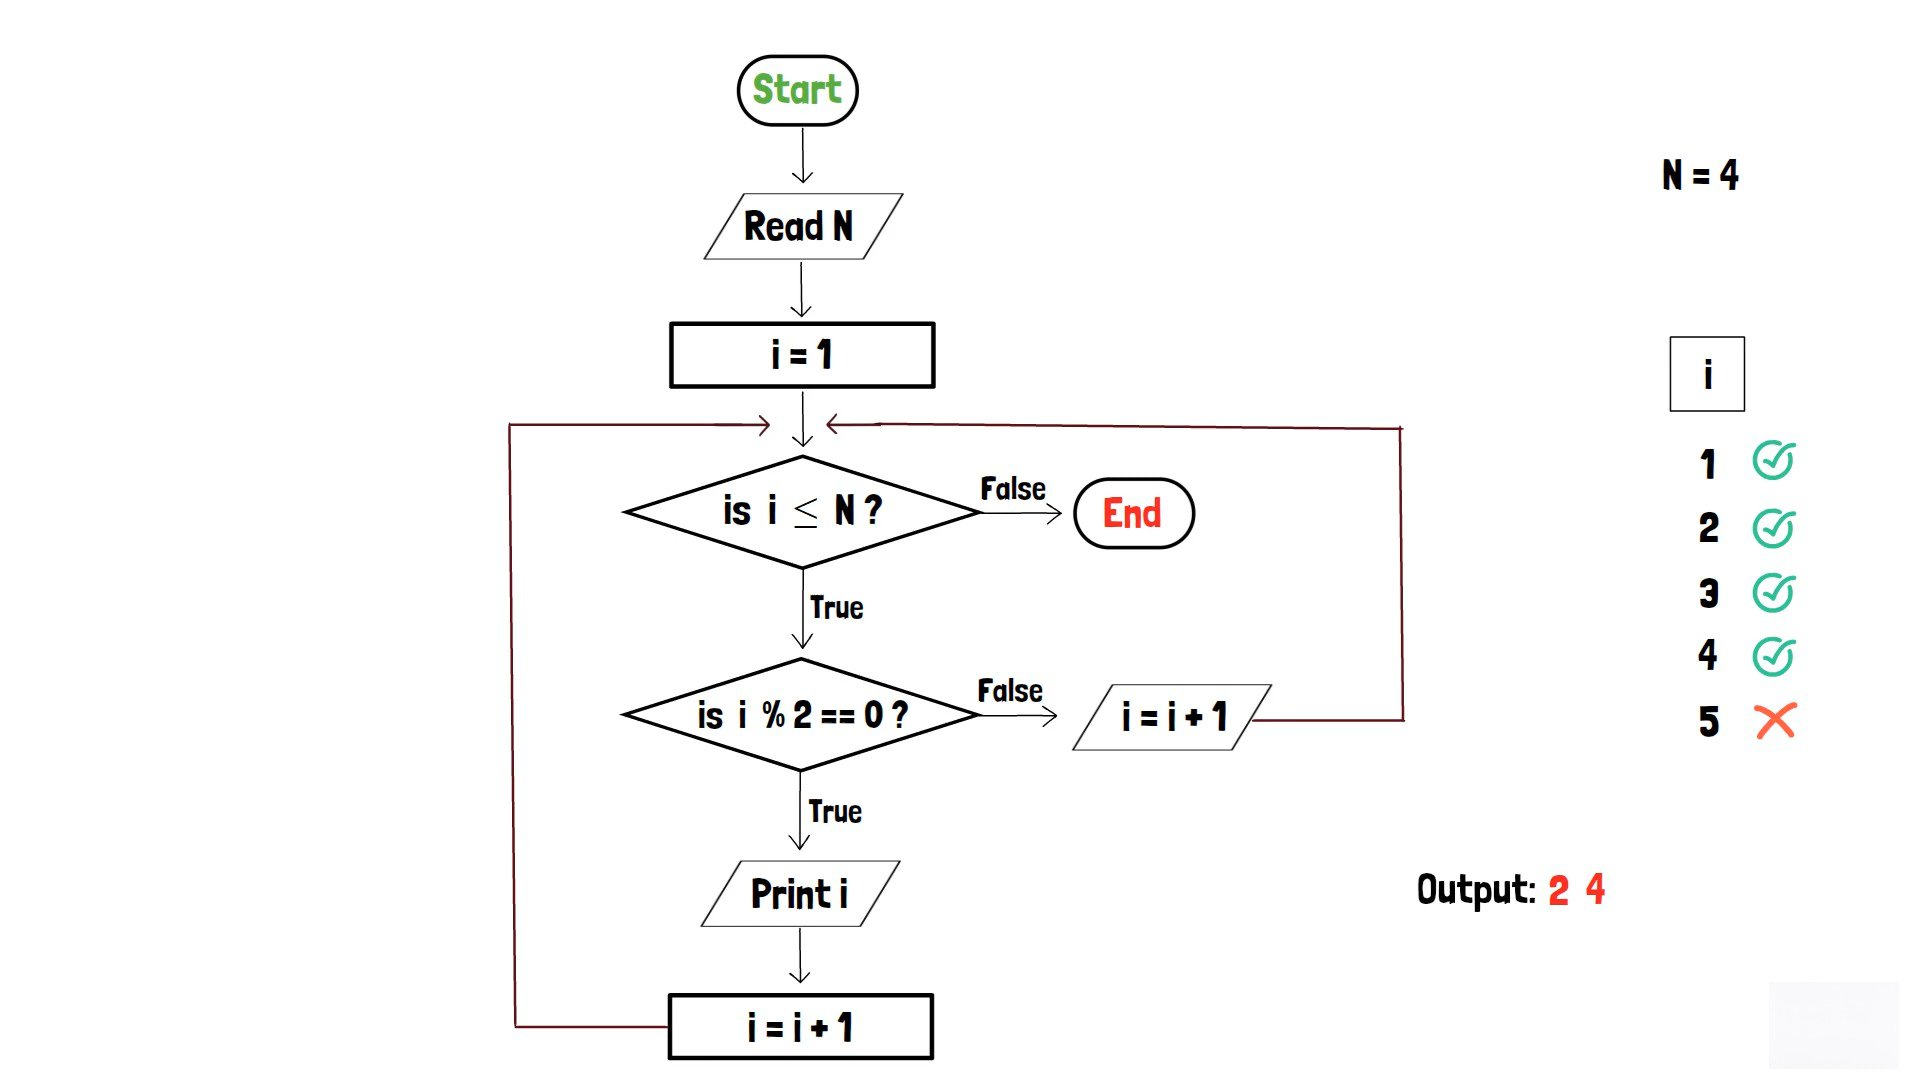 Start
Read N
i = 1
is i ≤ N ?
False
End
True
is i % 2 == 0 ?
False
i = i + 1
True
Print i
i = i + 1
N = 4
i
1
2
3
4
5
Output: 2 4